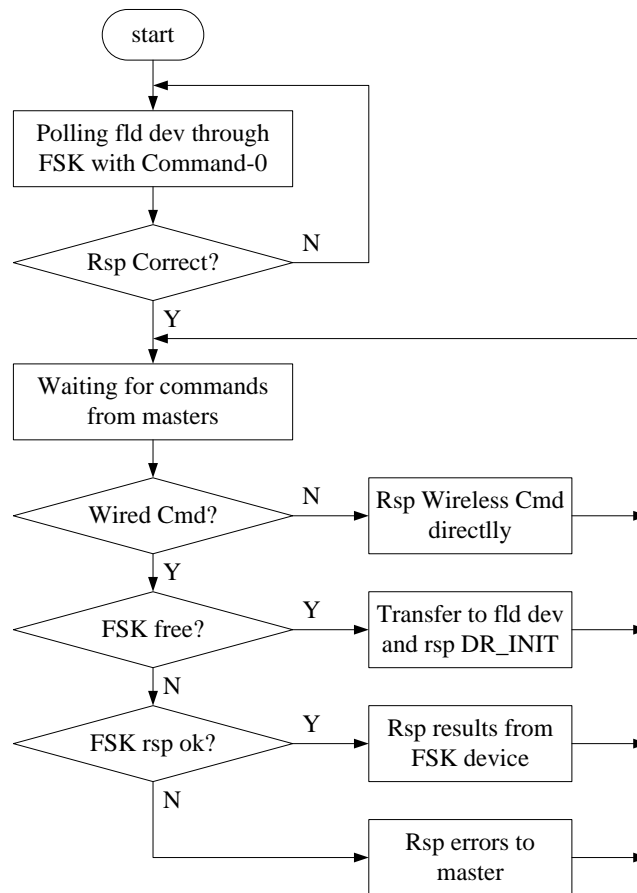 start
Polling fld dev through
FSK with Command-0
Rsp Correct?
N
Y
Waiting for commands
from masters
Wired Cmd?
N
Rsp Wireless Cmd
directlly
Y
FSK free?
Y
Transfer to fld dev
and rsp DR_INIT
N
FSK rsp ok?
Y
Rsp results from
FSK device
N
Rsp errors to
master